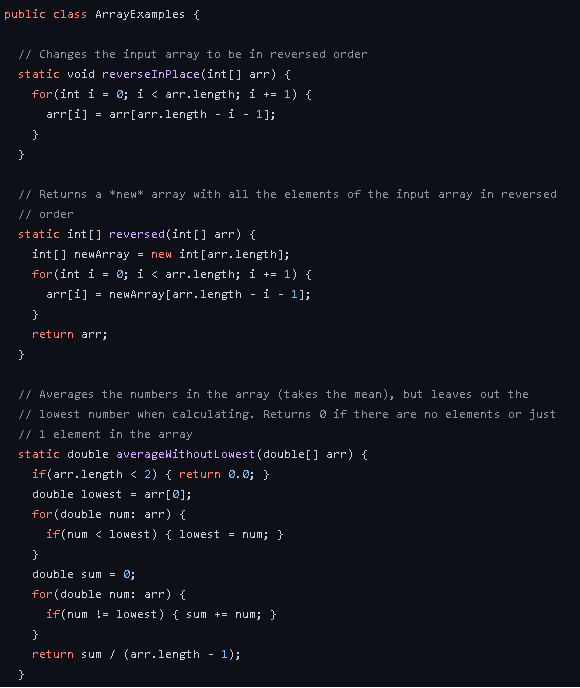 public class ArrayExamples {
// Changes the input array to be in reversed order
static void reverseInPlace(int[] arr) {
for(int i = 0; i < arr.length; i += 1) {
arr[i] = arr[arr.length - i - 1];
}
}
// Returns a *new* array with all the elements of the input array in reversed
// order
static int[] reversed(int[] arr) {
int[] newArray = new int[arr.length];
for(int i = 0; i < arr.length; i += 1) {
arr[i] = newArray[arr.length - i - 1];
}
return arr;
}
// Averages the numbers in the array (takes the mean), but leaves out the
// lowest number when calculating. Returns 0 if there are no elements or just
// 1 element in the array
static double averageWithoutLowest(double[] arr) {
if(arr.length < 2) { return 0.0; }
double lowest = arr[0];
for(double num: arr) {
if(num < lowest) { lowest = num; }
}
double sum = 0;
for(double num: arr) {
if(num != lowest) { sum += num; }
}
return sum / (arr.length - 1);
}